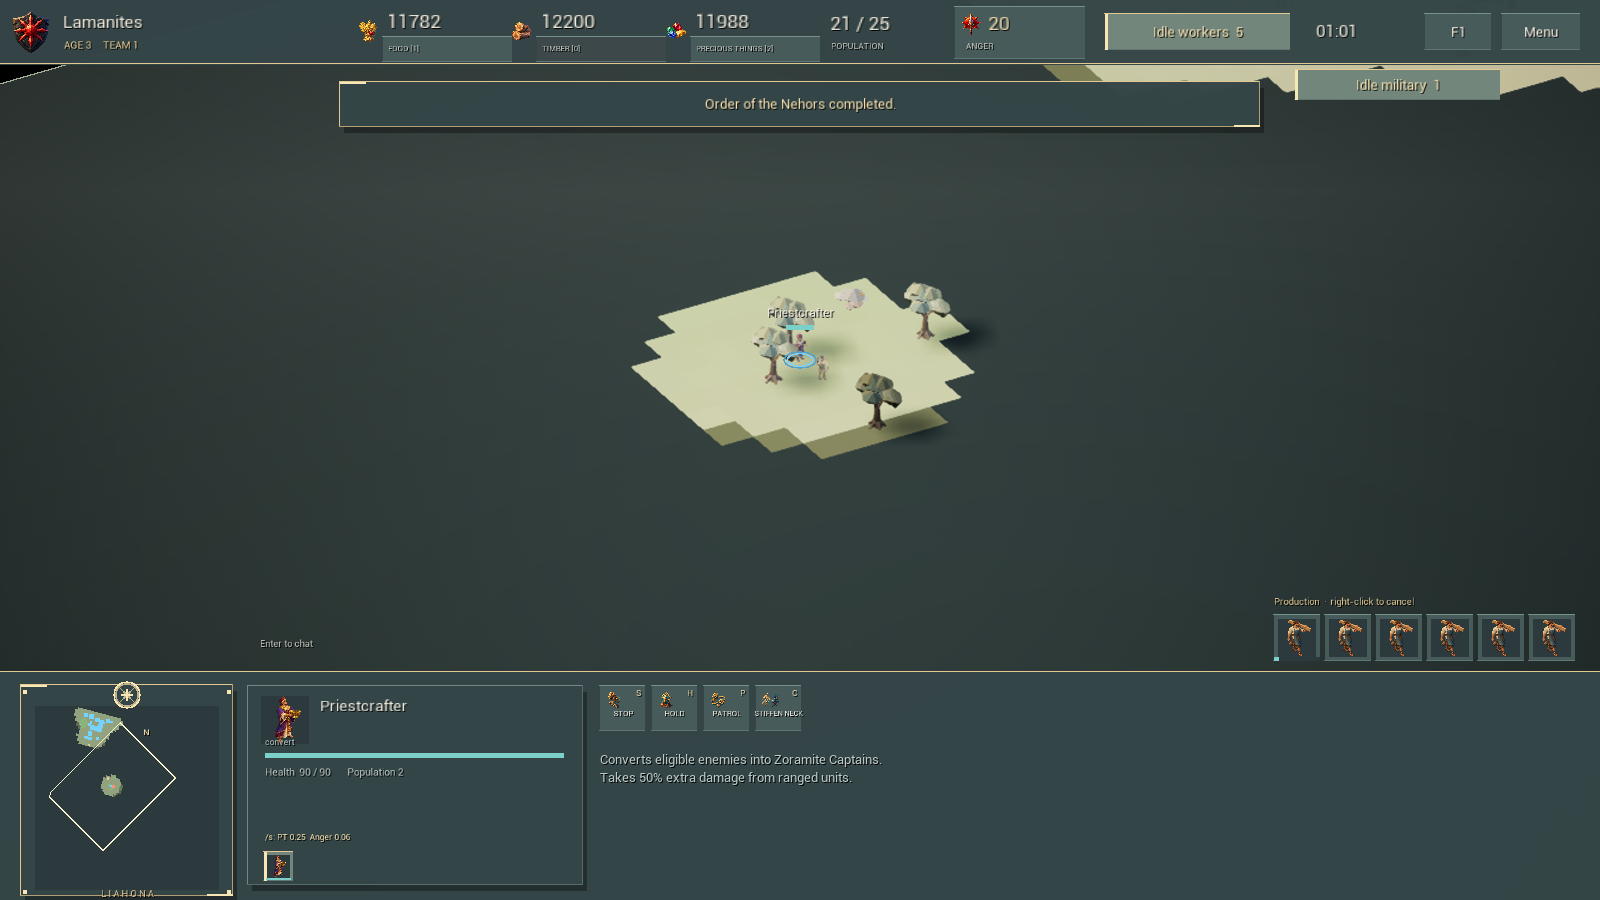 Lamanites
AGE 3 TEAM 1
11782
FOOD [1]
12200
TIMBER [0]
11988
PRECIOUS THINGS [2]
21 / 25
POPULATION
20
ANGER
Idle workers 5
01:01
F1
Menu
Idle military 1
Order of the Nehors completed.
Priestcrafter
Production · right-click to cancel
Enter to chat
N
LIAHONA
Priestcrafter
convert
Health 90 / 90 Population 2
/s: PT 0.25 Anger 0.06
S
STOP
H
HOLD
P
PATROL
C
STIFFEN NECK
Converts eligible enemies into Zoramite Captains.
Takes 50% extra damage from ranged units.